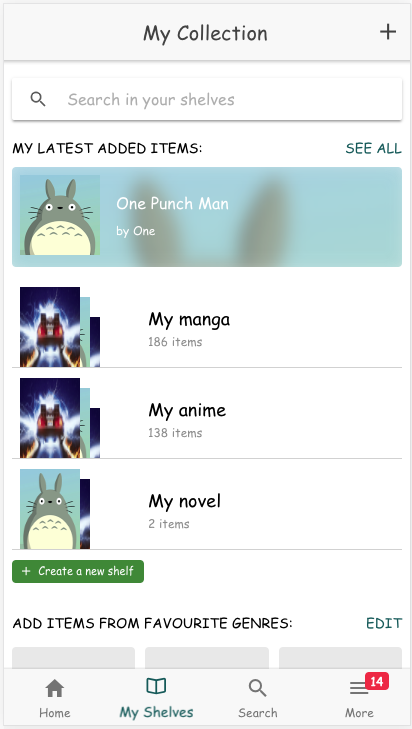 My Collection
Search in your shelves
MY LATEST ADDED ITEMS: SEE ALL
One Punch Man
by One
My manga
186 items
My anime
138 items
My novel
2 items
+ Create a new shelf
ADD ITEMS FROM FAVOURITE GENRES: EDIT
14
Home My Shelves Search More